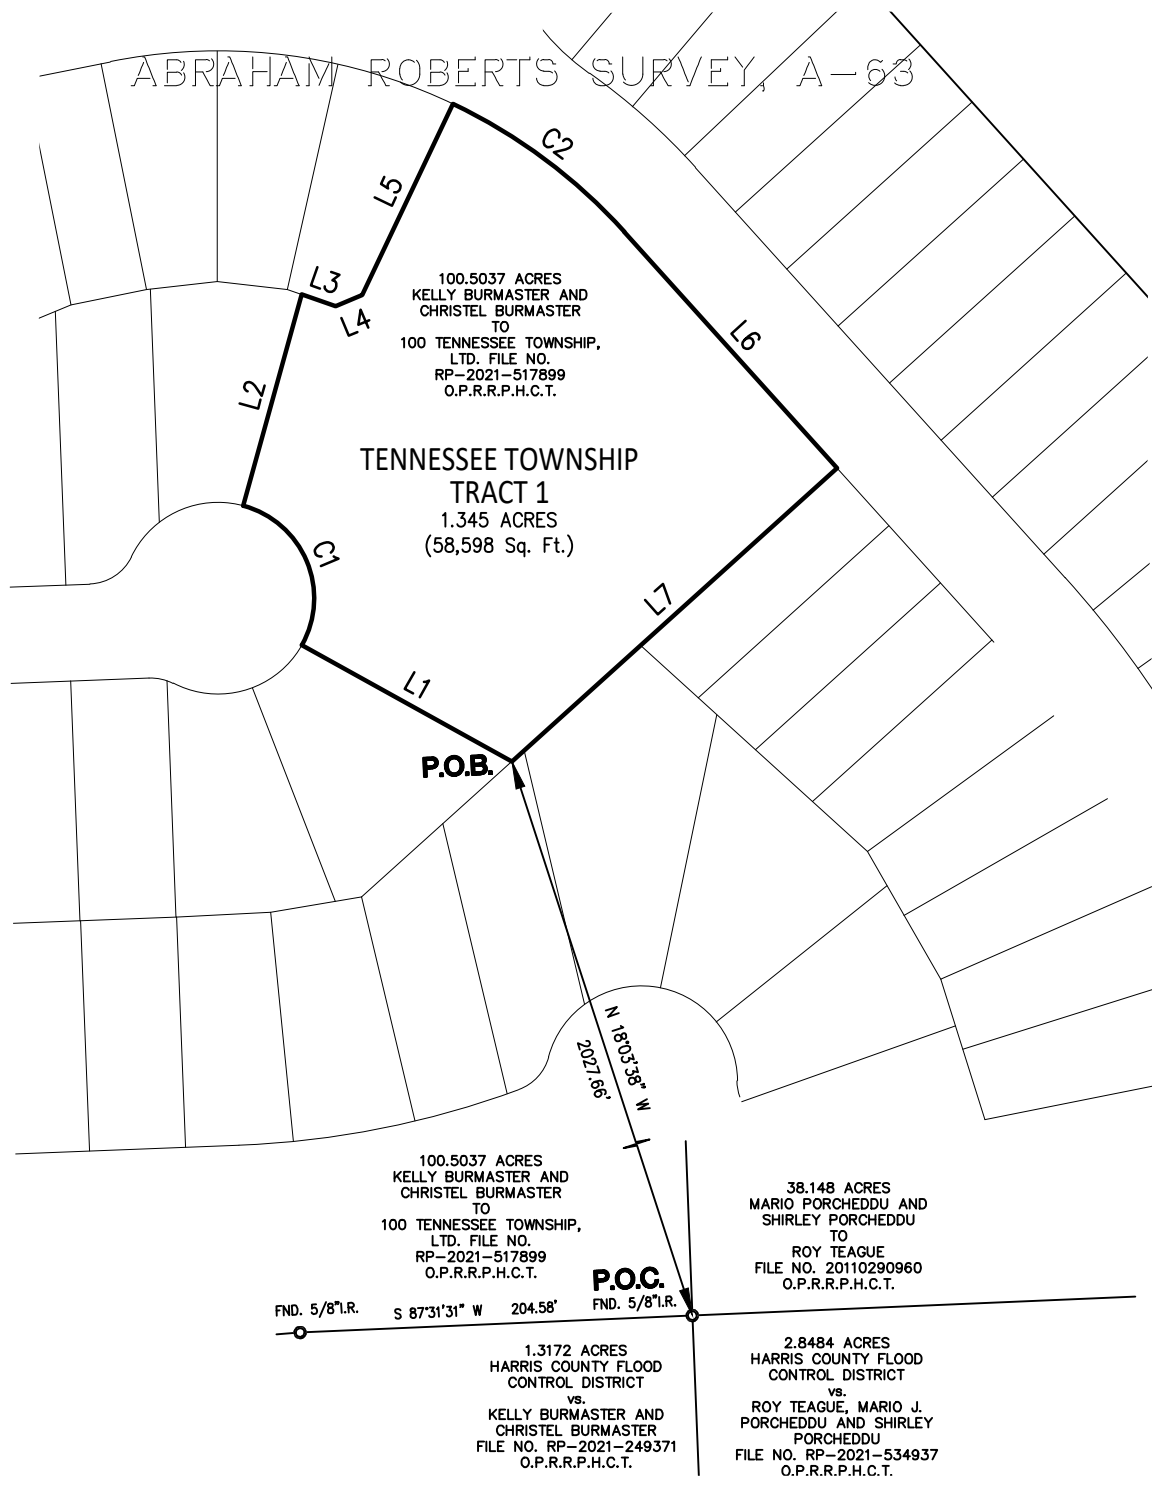 ABRAHAM ROBERTS SURVEY, A-63
C2
L5
L3
L4
100.5037 ACRES
KELLY BURMASTER AND
CHRISTEL BURMASTER
TO
100 TENNESSEE TOWNSHIP,
LTD. FILE NO.
RP-2021-517899
O.P.R.R.P.H.C.T.
L6
L2
TENNESSEE TOWNSHIP
TRACT 1
1.345 ACRES
(58,598 Sq. Ft.)
C1
L7
L1
P.O.B.
N 18°03'38" W
2027.66'
100.5037 ACRES
KELLY BURMASTER AND
CHRISTEL BURMASTER
TO
100 TENNESSEE TOWNSHIP,
LTD. FILE NO.
RP-2021-517899
O.P.R.R.P.H.C.T.
38.148 ACRES
MARIO PORCHEDDU AND
SHIRLEY PORCHEDDU
TO
ROY TEAGUE
FILE NO. 20110290960
O.P.R.R.P.H.C.T.
P.O.C.
FND. 5/8"I.R.
S 87°31'31" W 204.58'
FND. 5/8"I.R.
1.3172 ACRES
HARRIS COUNTY FLOOD
CONTROL DISTRICT
vs.
KELLY BURMASTER AND
CHRISTEL BURMASTER
FILE NO. RP-2021-249371
O.P.R.R.P.H.C.T.
2.8484 ACRES
HARRIS COUNTY FLOOD
CONTROL DISTRICT
vs.
ROY TEAGUE, MARIO J.
PORCHEDDU AND SHIRLEY
PORCHEDDU
FILE NO. RP-2021-534937
O.P.R.R.P.H.C.T.